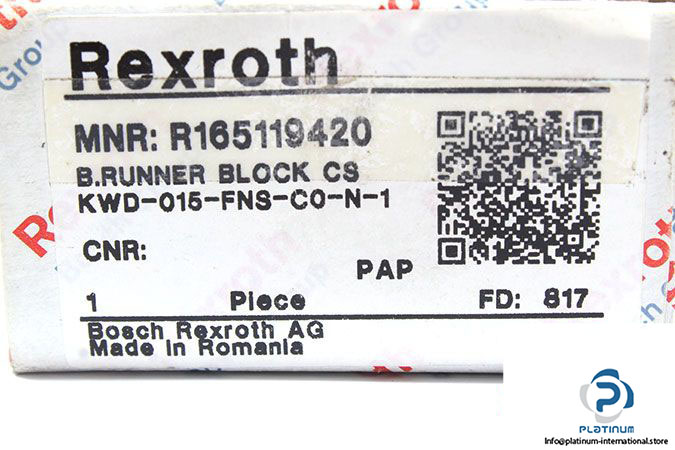 Rexroth
MNR: R165119420
B.RUNNER BLOCK CS
KWD-015-FNS-CO-N-1
CNR:
PAP
1 Piece FD: 817
Bosch Rexroth AG
Made in Romania
PLATINUM
Info@platinum-international.store